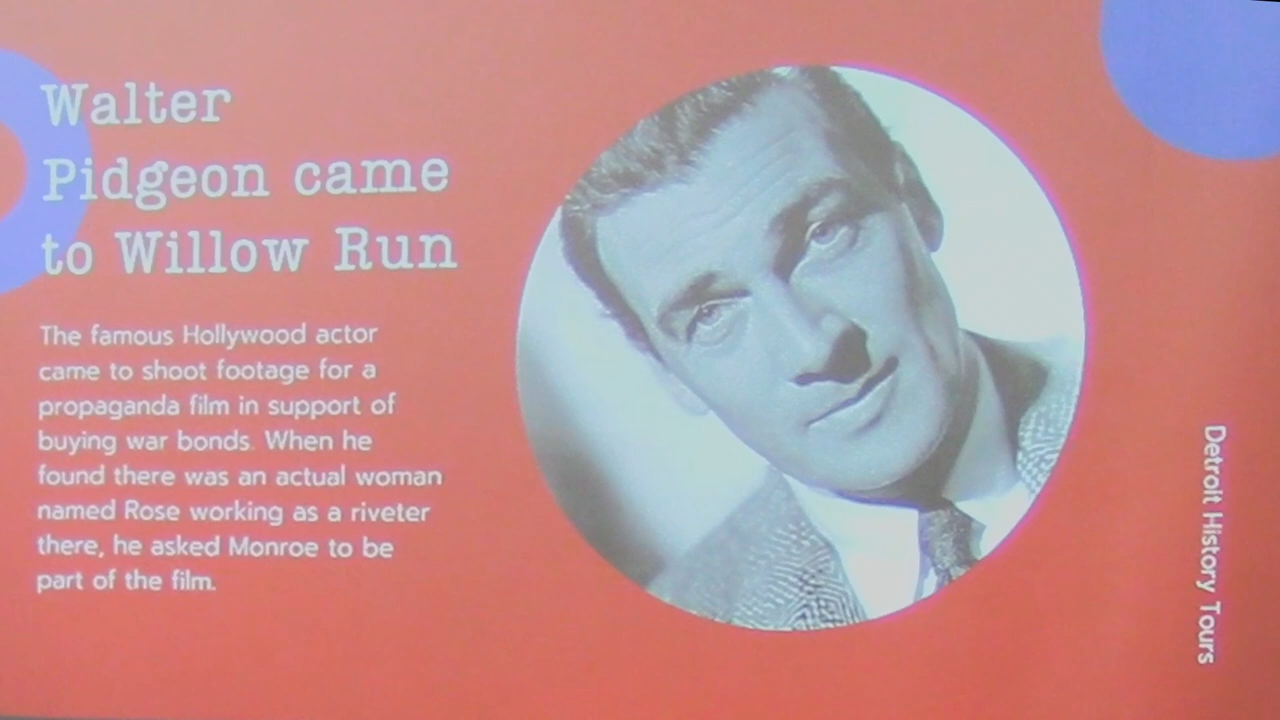 Walter
Pidgeon came
to Willow Run
The famous Hollywood actor
came to shoot footage for a
propaganda film in support of
buying war bonds. When he
found there was an actual woman
named Rose working as a riveter
there, he asked Monroe to be
part of the film.
Detroit History Tours